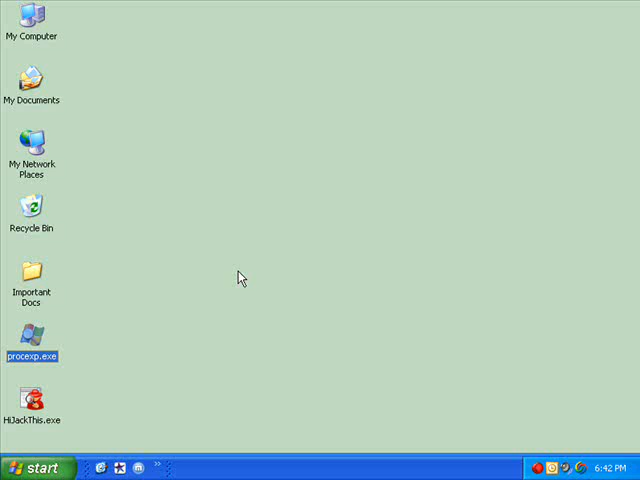 My Computer
My Documents
My Network
Places
Recycle Bin
Important
Docs
procexp.exe
HiJackThis.exe
start
6:42 PM